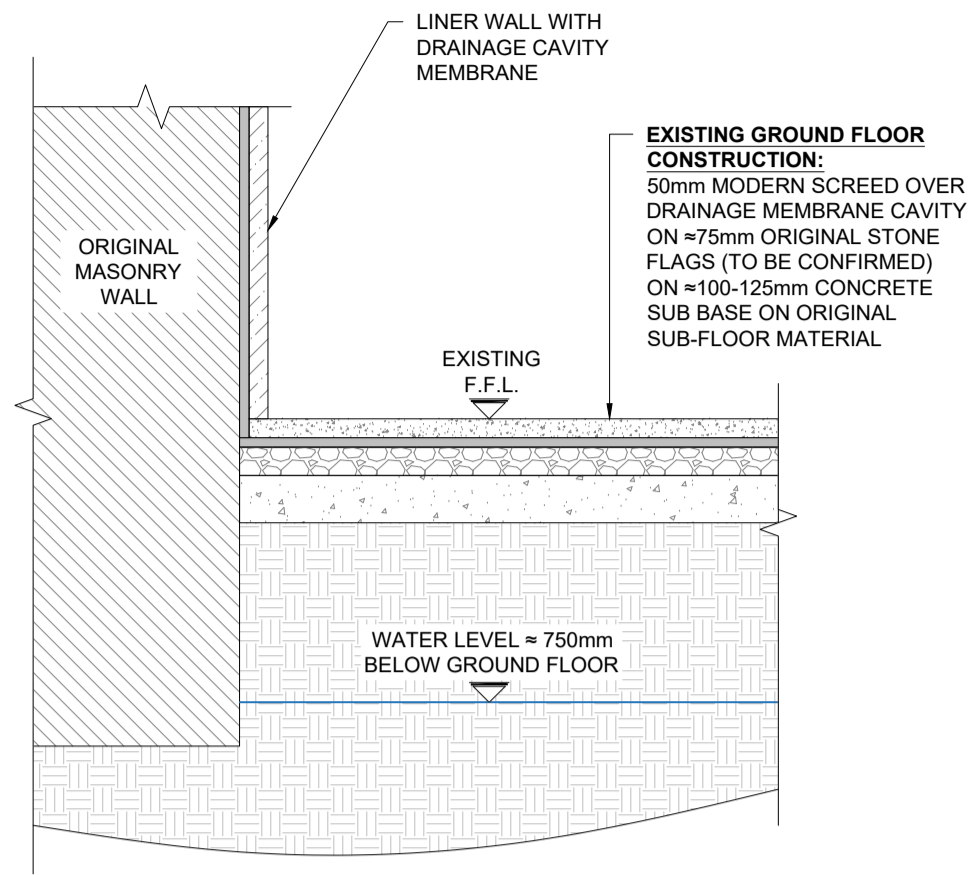 LINER WALL WITH
DRAINAGE CAVITY
MEMBRANE
EXISTING GROUND FLOOR
CONSTRUCTION:
50mm MODERN SCREED OVER
DRAINAGE MEMBRANE CAVITY
ON ≈75mm ORIGINAL STONE
FLAGS (TO BE CONFIRMED)
ON ≈100-125mm CONCRETE
SUB BASE ON ORIGINAL
SUB-FLOOR MATERIAL
ORIGINAL
MASONRY
WALL
EXISTING
F.F.L.
WATER LEVEL ≈ 750mm
BELOW GROUND FLOOR